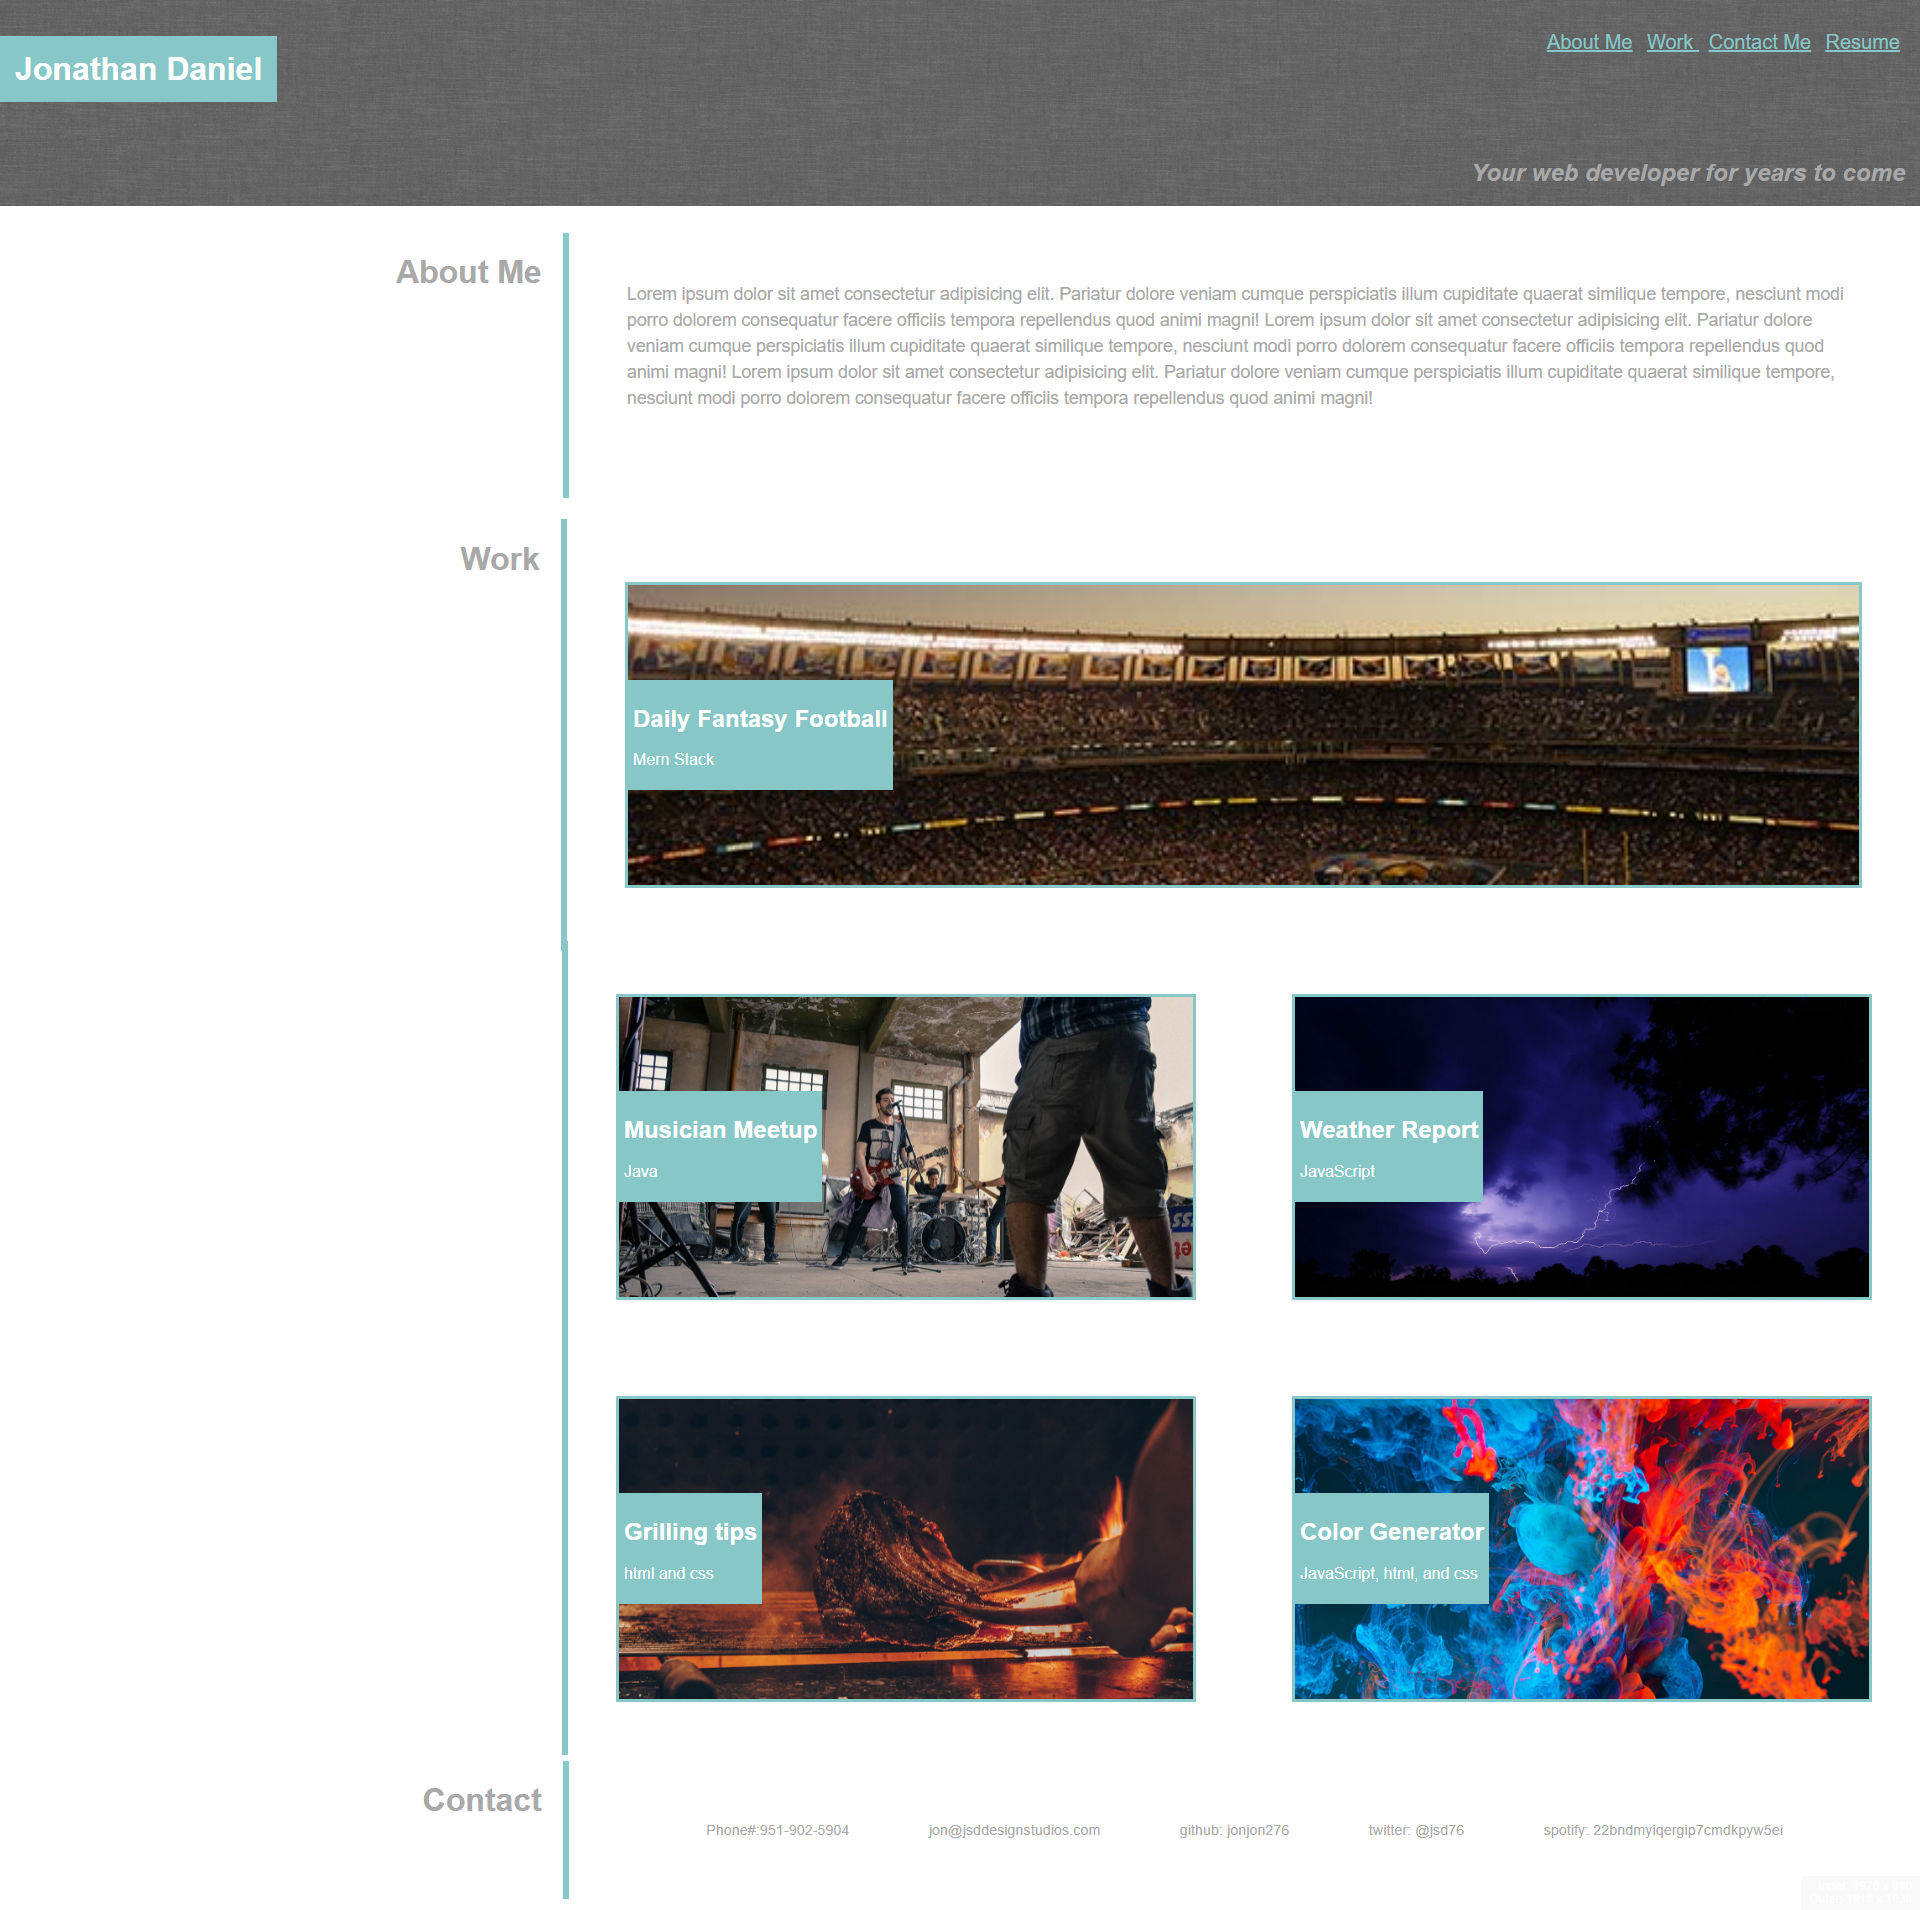 Jonathan Daniel
About Me Work Contact Me Resume
Your web developer for years to come
About Me
Lorem ipsum dolor sit amet consectetur adipisicing elit. Pariatur dolore veniam cumque perspiciatis illum cupiditate quaerat similique tempore, nesciunt modi
porro dolorem consequatur facere officiis tempora repellendus quod animi magni! Lorem ipsum dolor sit amet consectetur adipisicing elit. Pariatur dolore
veniam cumque perspiciatis illum cupiditate quaerat similique tempore, nesciunt modi porro dolorem consequatur facere officiis tempora repellendus quod
animi magni! Lorem ipsum dolor sit amet consectetur adipisicing elit. Pariatur dolore veniam cumque perspiciatis illum cupiditate quaerat similique tempore,
nesciunt modi porro dolorem consequatur facere officiis tempora repellendus quod animi magni!
Work
Daily Fantasy Football
Mern Stack
Musician Meetup
Java
Weather Report
JavaScript
Grilling tips
html and css
Color Generator
JavaScript, html, and css
Contact
Phone#:951-902-5904 jon@jsddesignstudios.com github: jonjon276 twitter: @jsd76 spotify: 22bndmyiqergip7cmdkpyw5ei